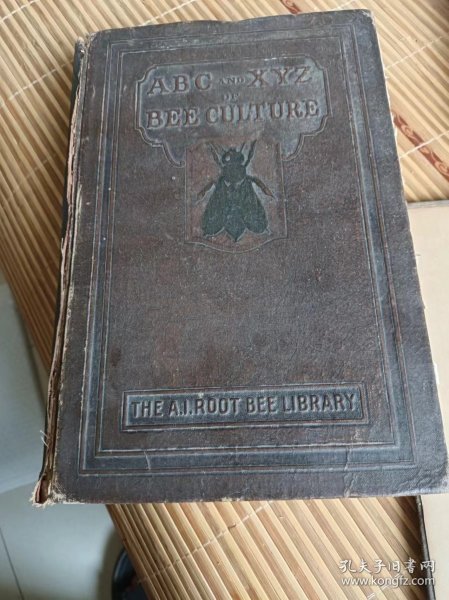 ABC AND XYZ
OF
BEE CULTURE
THE A.I. ROOT BEE LIBRARY
孔夫子旧书网
www.kongfz.com